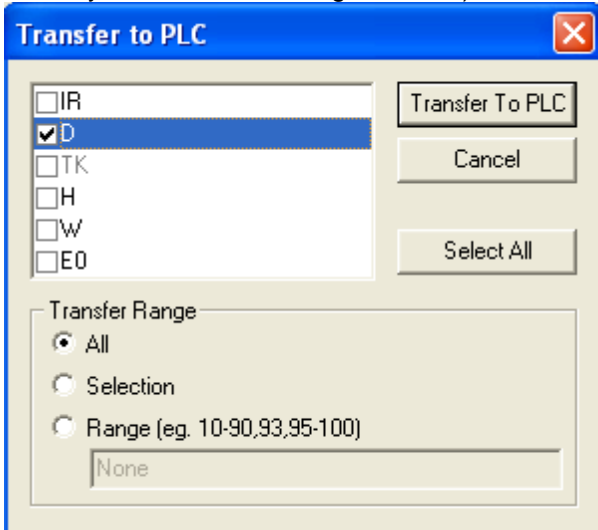 Transfer to PLC
IR
D
TK
H
W
E0
Transfer To PLC
Cancel
Select All
Transfer Range
All
Selection
Range (eg. 10-90,93,95-100)
None